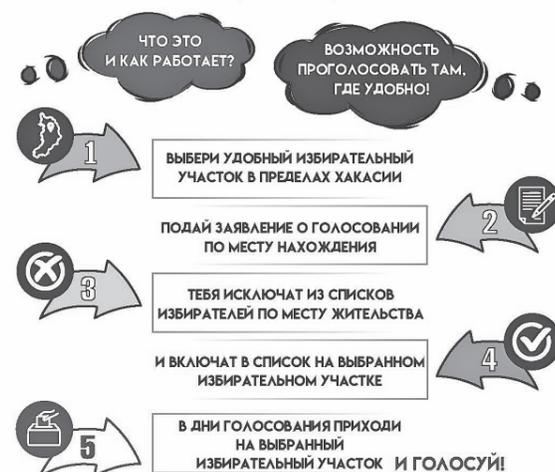 ЧТО ЭТО
И КАК РАБОТАЕТ?
ВОЗМОЖНОСТЬ
ПРОГОЛОСОВАТЬ ТАМ,
ГДЕ УДОБНО!
1
ВЫБЕРИ УДОБНЫЙ ИЗБИРАТЕЛЬНЫЙ
УЧАСТОК В ПРЕДЕЛАХ ХАКАСИИ
2
ПОДАЙ ЗАЯВЛЕНИЕ О ГОЛОСОВАНИИ
ПО МЕСТУ НАХОЖДЕНИЯ
3
ТЕБЯ ИСКЛЮЧАТ ИЗ СПИСКОВ
ИЗБИРАТЕЛЕЙ ПО МЕСТУ ЖИТЕЛЬСТВА
4
И ВКЛЮЧАТ В СПИСОК НА ВЫБРАННОМ
ИЗБИРАТЕЛЬНОМ УЧАСТКЕ
5
В ДНИ ГОЛОСОВАНИЯ ПРИХОДИ
НА ВЫБРАННЫЙ
ИЗБИРАТЕЛЬНЫЙ УЧАСТОК И ГОЛОСУЙ!